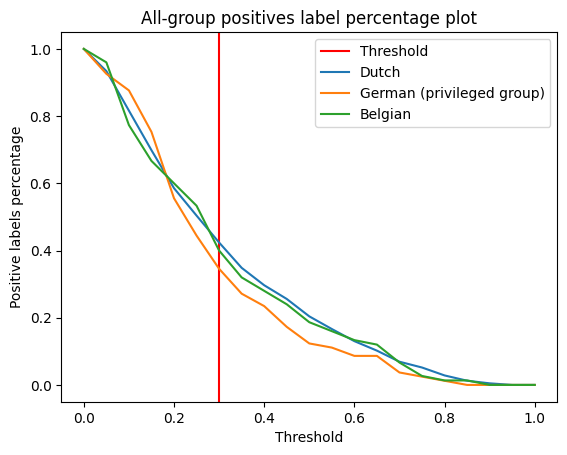 All-group positives label percentage plot
Threshold
Dutch
German (privileged group)
Belgian
Positive labels percentage
1.0
0.8
0.6
0.4
0.2
0.0
0.0 0.2 0.4 0.6 0.8 1.0
Threshold